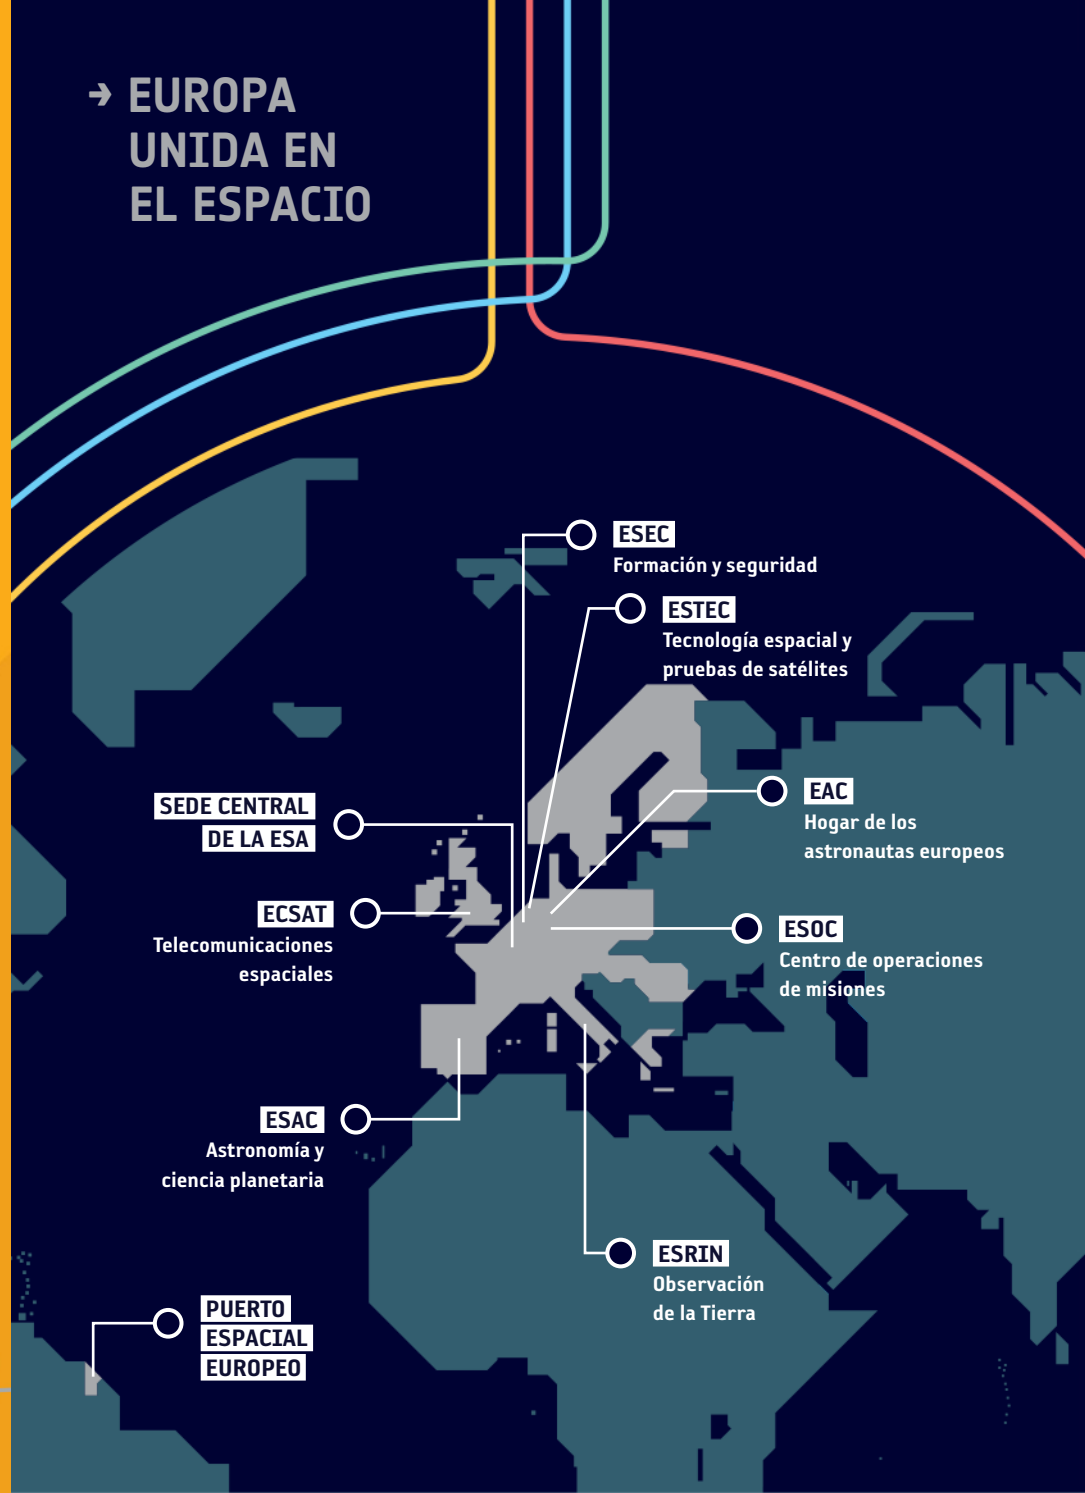 → EUROPA
UNIDA EN
EL ESPACIO
ESEC
Formación y seguridad
ESTEC
Tecnología espacial y
pruebas de satélites
SEDE CENTRAL
DE LA ESA
EAC
Hogar de los
astronautas europeos
ECSAT
Telecomunicaciones
espaciales
ESOC
Centro de operaciones
de misiones
ESAC
Astronomía y
ciencia planetaria
ESRIN
Observación
de la Tierra
PUERTO
ESPACIAL
EUROPEO